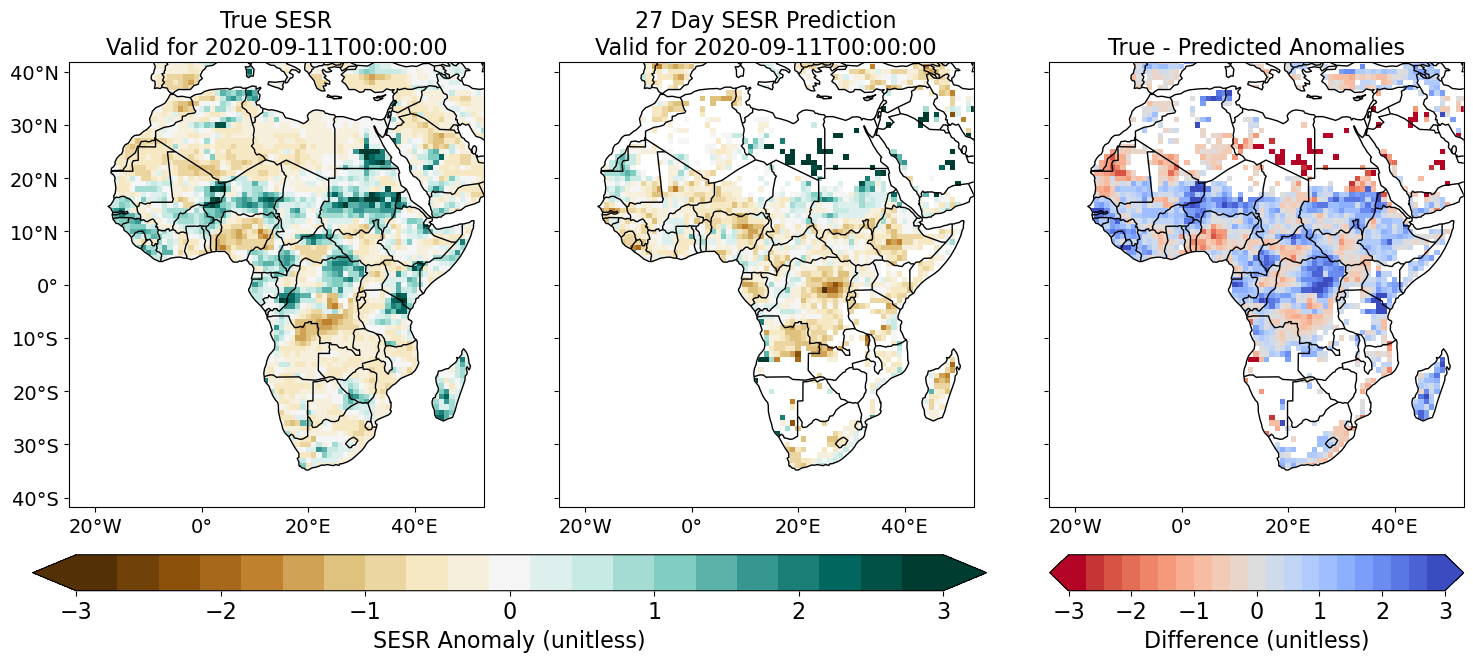 True SESR
Valid for 2020-09-11T00:00:00
27 Day SESR Prediction
Valid for 2020-09-11T00:00:00
True - Predicted Anomalies
40°N
30°N
20°N
10°N
0°
10°S
20°S
30°S
40°S
20°W 0° 20°E 40°E
20°W 0° 20°E 40°E
20°W 0° 20°E 40°E
−3 −2 −1 0 1 2 3
SESR Anomaly (unitless)
−3 −2 −1 0 1 2 3
Difference (unitless)